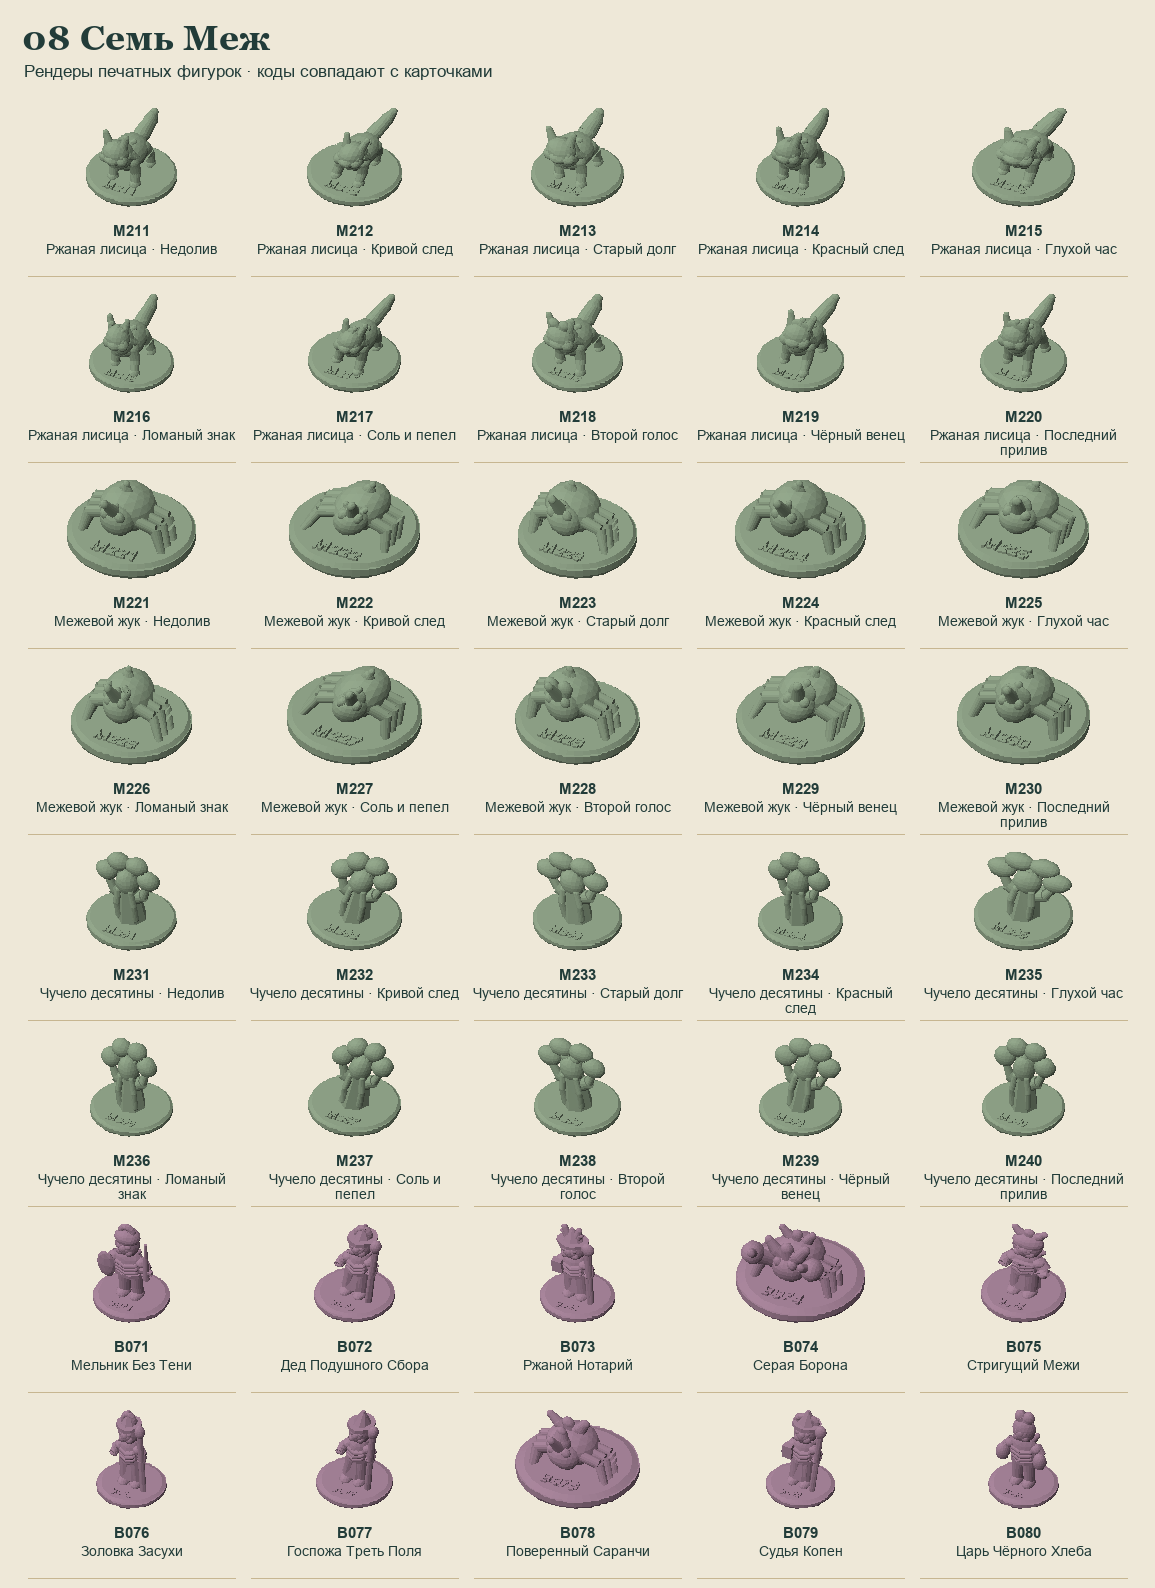 08 Семь Меж
Рендеры печатных фигурок · коды совпадают с карточками
M211 M212 M213 M214 M215
Ржаная лисица · Недолив Ржаная лисица · Кривой след Ржаная лисица · Старый долг Ржаная лисица · Красный след Ржаная лисица · Глухой час
M216 M217 M218 M219 M220
Ржаная лисица · Ломаный знак Ржаная лисица · Соль и пепел Ржаная лисица · Второй голос Ржаная лисица · Чёрный венец Ржаная лисица · Последний
прилив
M221 M222 M223 M224 M225
Межевой жук · Недолив Межевой жук · Кривой след Межевой жук · Старый долг Межевой жук · Красный след Межевой жук · Глухой час
M226 M227 M228 M229 M230
Межевой жук · Ломаный знак Межевой жук · Соль и пепел Межевой жук · Второй голос Межевой жук · Чёрный венец Межевой жук · Последний
прилив
M231 M232 M233 M234 M235
Чучело десятины · Недолив Чучело десятины · Кривой след Чучело десятины · Старый долг Чучело десятины · Красный Чучело десятины · Глухой час
след
M236 M237 M238 M239 M240
Чучело десятины · Ломаный Чучело десятины · Соль и Чучело десятины · Второй Чучело десятины · Чёрный Чучело десятины · Последний
знак пепел голос венец прилив
B071 B072 B073 B074 B075
Мельник Без Тени Дед Подушного Сбора Ржаной Нотарий Серая Борона Стригущий Межи
B076 B077 B078 B079 B080
Золовка Засухи Госпожа Треть Поля Поверенный Саранчи Судья Копен Царь Чёрного Хлеба